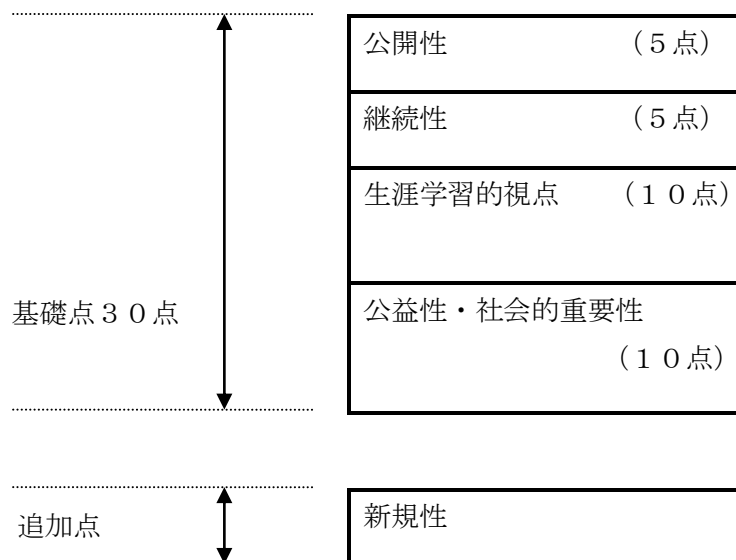 公開性 （５点）
継続性 （５点）
生涯学習的視点 （１０点）
基礎点３０点
公益性・社会的重要性
（１０点）
追加点
新規性